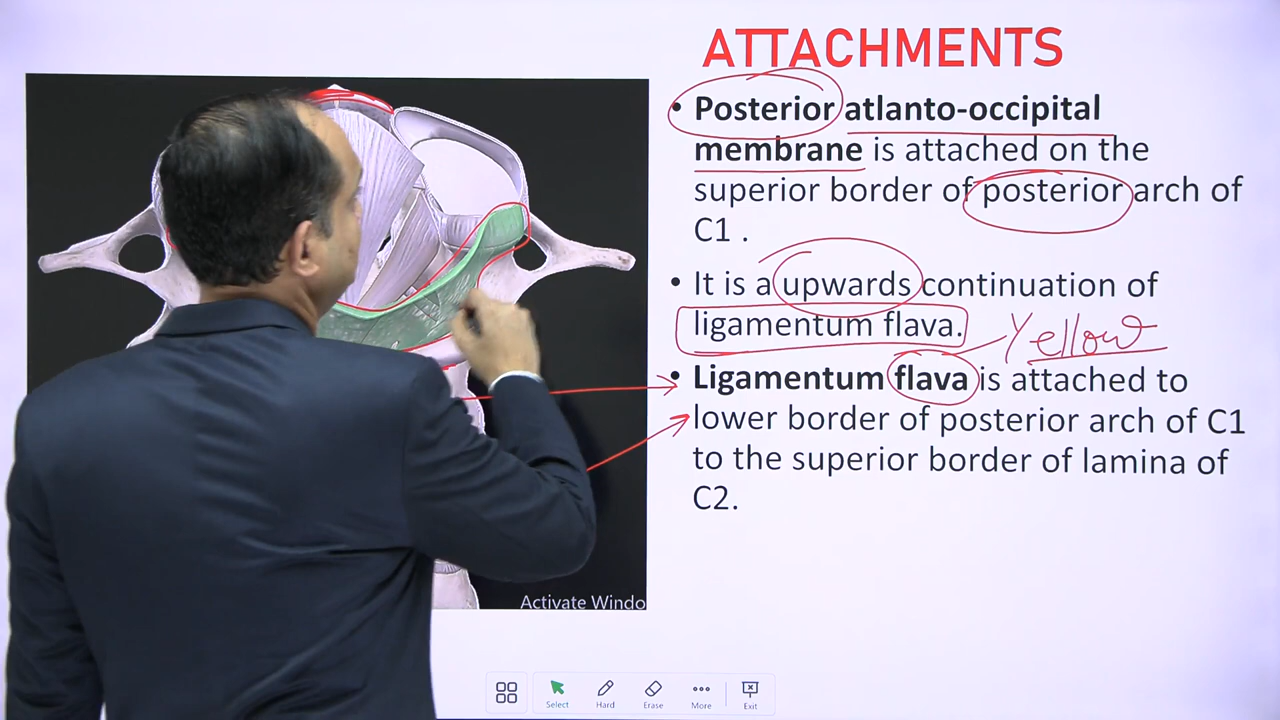 ATTACHMENTS
• Posterior atlanto-occipital
membrane is attached on the
superior border of posterior arch of
C1 .
• It is a upwards continuation of
ligamentum flava.
Yellow
• Ligamentum flava is attached to
lower border of posterior arch of C1
to the superior border of lamina of
C2.
Activate Windo
Select
Hard
Erase
More
Exit